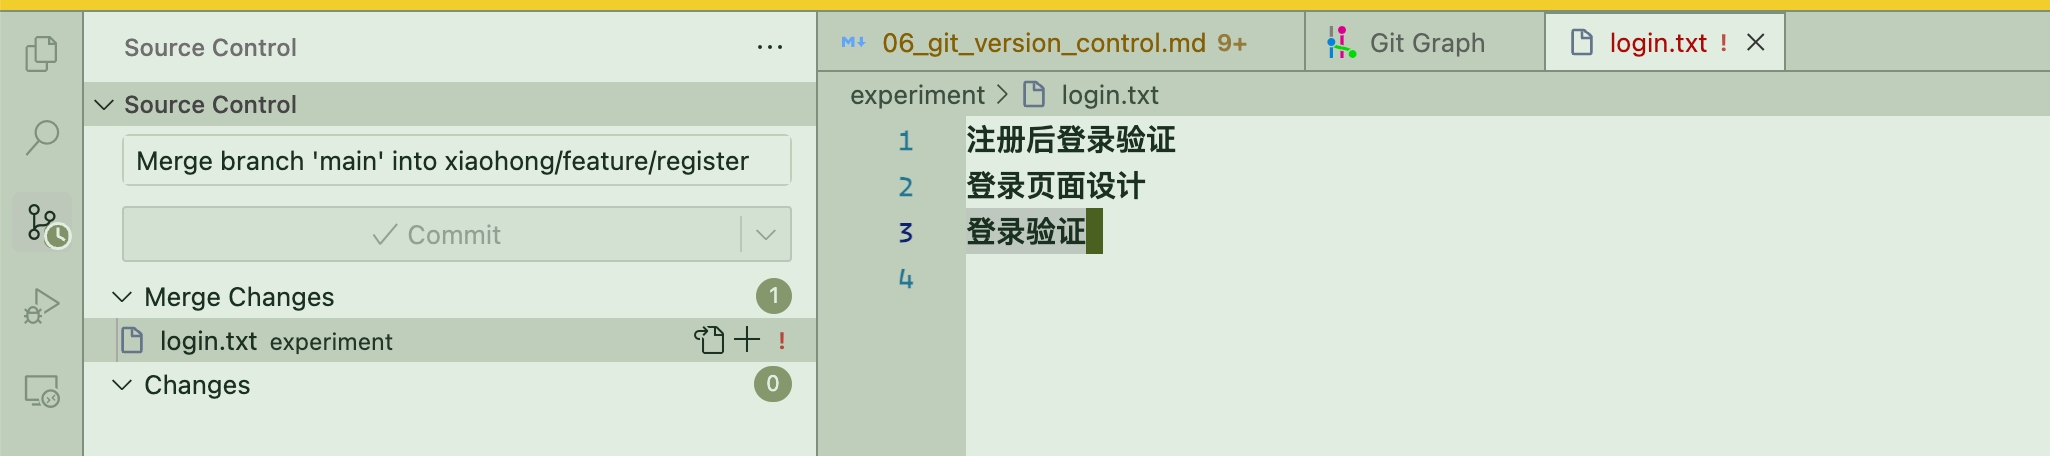 Source Control
Source Control
Merge branch 'main' into xiaohong/feature/register
Commit
Merge Changes 1
login.txt experiment !
Changes 0
06_git_version_control.md 9+
Git Graph
login.txt !
experiment > login.txt
1 注册后登录验证
2 登录页面设计
3 登录验证
4